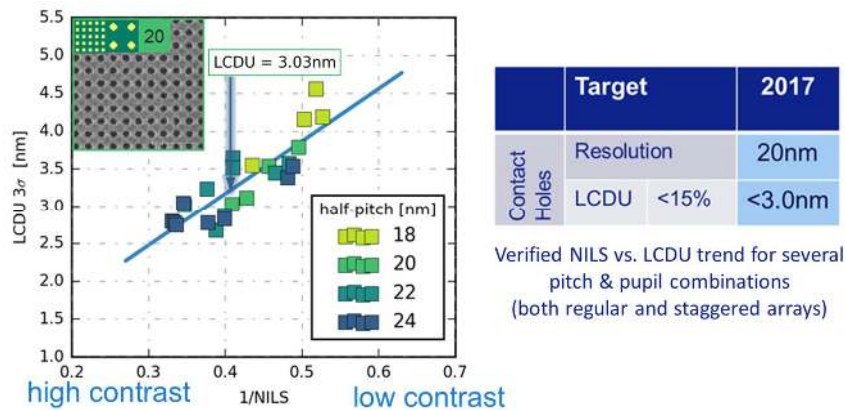 5.5
5.0
4.5
4.0
3.5
3.0
2.5
2.0
1.5
1.0
LCDU 3σ [nm]
20
LCDU = 3.03nm
half-pitch [nm]
18
20
22
24
0.2 0.3 0.4 0.5 0.6 0.7
high contrast 1/NILS low contrast
Target 2017
Contact Holes
Resolution 20nm
LCDU <15% <3.0nm
Verified NILS vs. LCDU trend for several
pitch & pupil combinations
(both regular and staggered arrays)